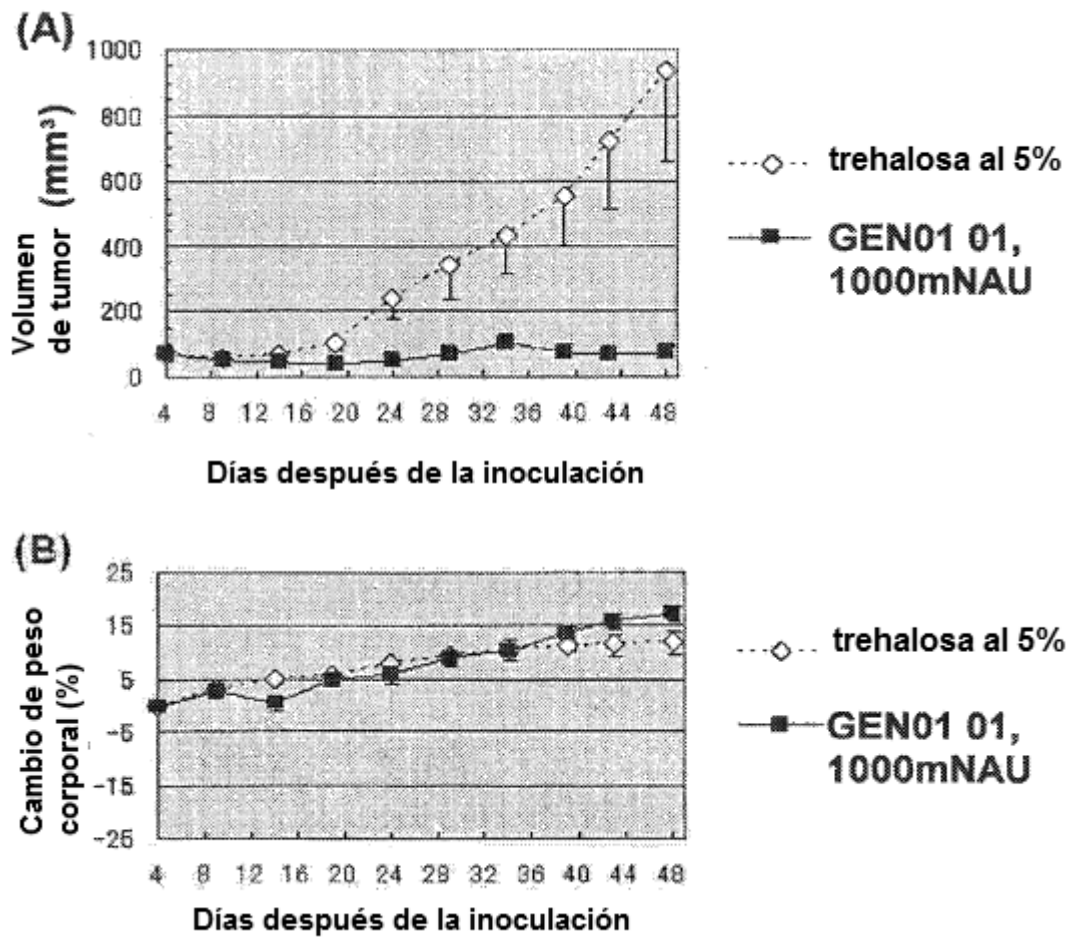 (A)
1000
800
600
400
200
0
Volumen
de tumor (mm³)
4 8 12 16 20 24 28 32 36 40 44 48
Días después de la inoculación
trehalosa al 5%
GEN01 01,
1000mNAU
(B)
25
15
5
-5
-15
-25
Cambio de peso
corporal (%)
4 8 12 16 20 24 28 32 36 40 44 48
Días después de la inoculación
trehalosa al 5%
GEN01 01,
1000mNAU